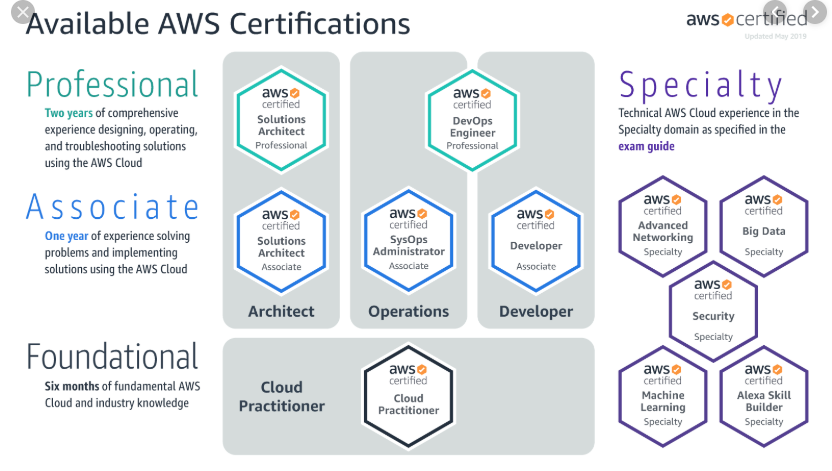 Available AWS Certifications
aws certified
Updated May 2019
Professional
Two years of comprehensive
experience designing, operating,
and troubleshooting solutions
using the AWS Cloud
aws
certified
Solutions
Architect
Professional
aws
certified
DevOps
Engineer
Professional
Specialty
Technical AWS Cloud experience in the
Specialty domain as specified in the
exam guide
Associate
One year of experience solving
problems and implementing
solutions using the AWS Cloud
aws
certified
Solutions
Architect
Associate
aws
certified
SysOps
Administrator
Associate
aws
certified
Developer
Associate
Architect
Operations
Developer
aws
certified
Advanced
Networking
Specialty
aws
certified
Big Data
Specialty
aws
certified
Security
Specialty
aws
certified
Machine
Learning
Specialty
aws
certified
Alexa Skill
Builder
Specialty
Foundational
Six months of fundamental AWS
Cloud and industry knowledge
Cloud
Practitioner
aws
certified
Cloud
Practitioner